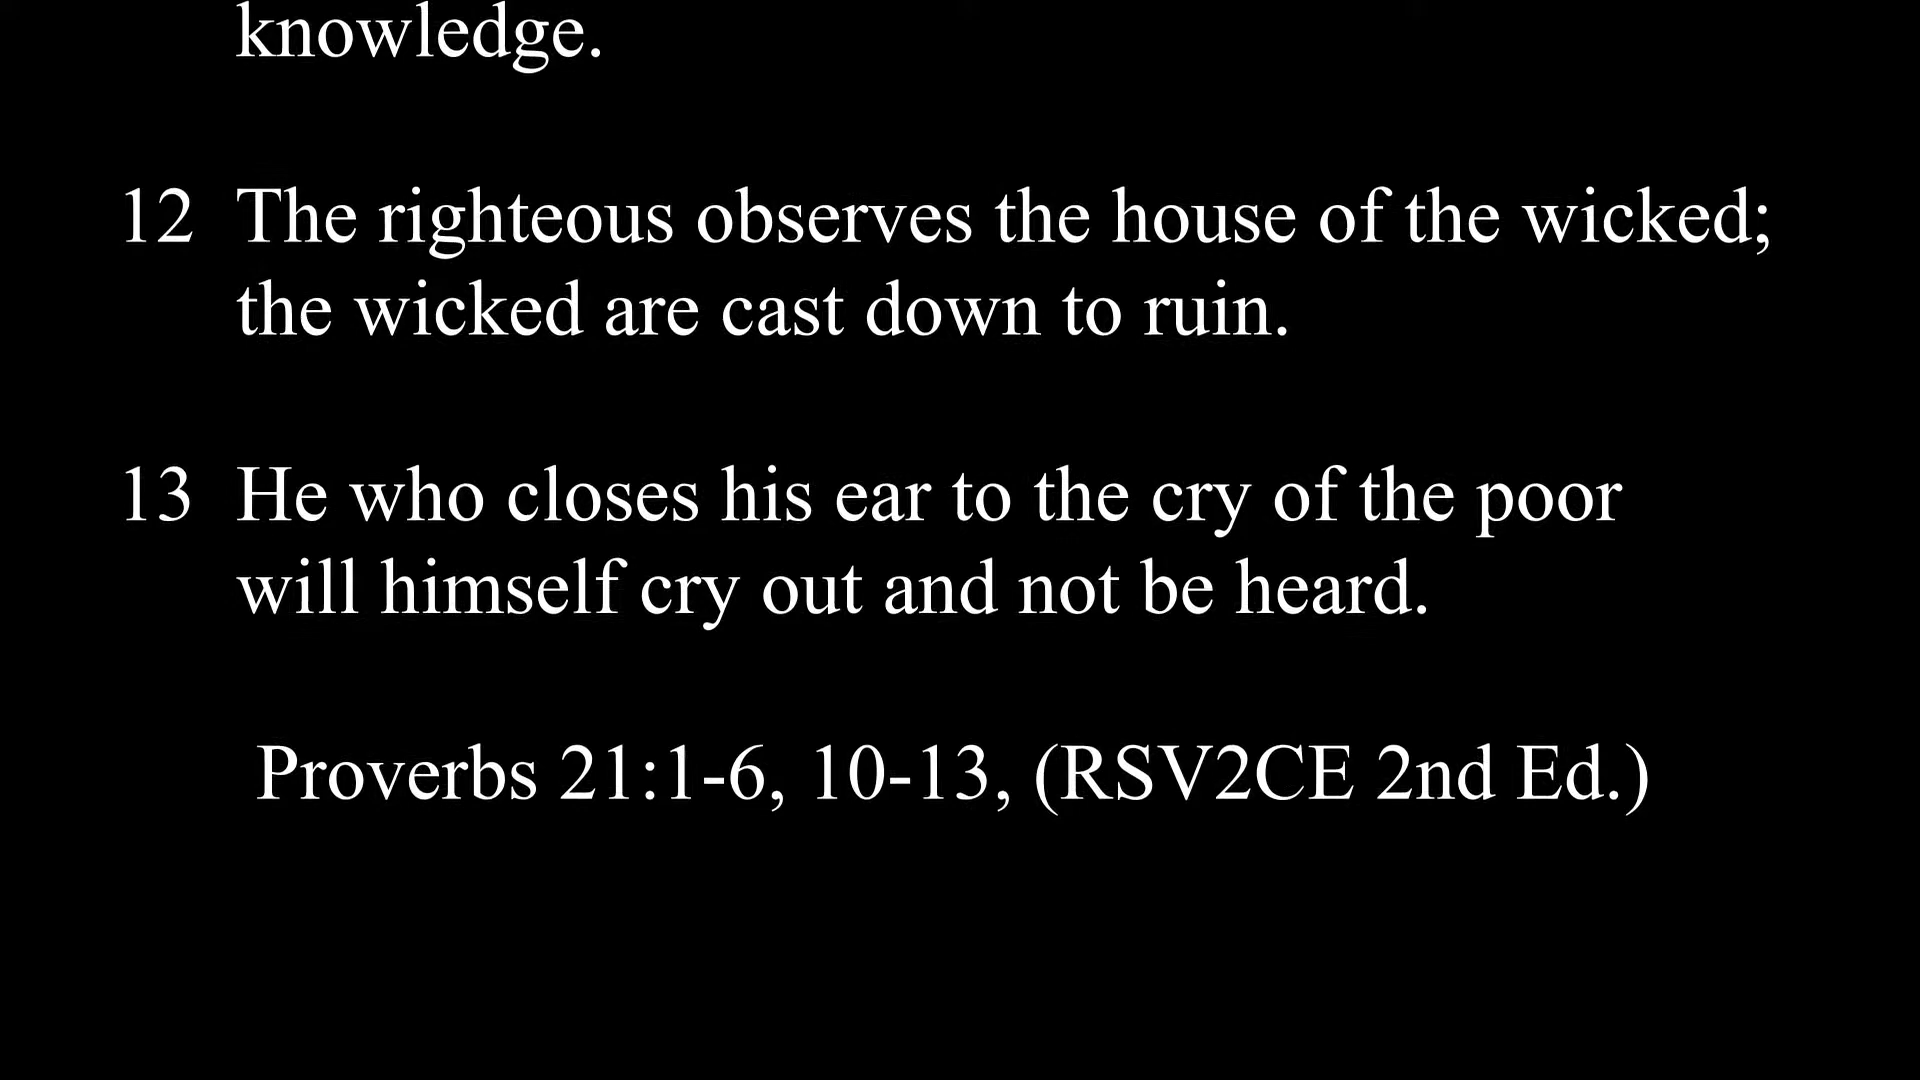 knowledge.
12 The righteous observes the house of the wicked;
the wicked are cast down to ruin.
13 He who closes his ear to the cry of the poor
will himself cry out and not be heard.
Proverbs 21:1-6, 10-13, (RSV2CE 2nd Ed.)